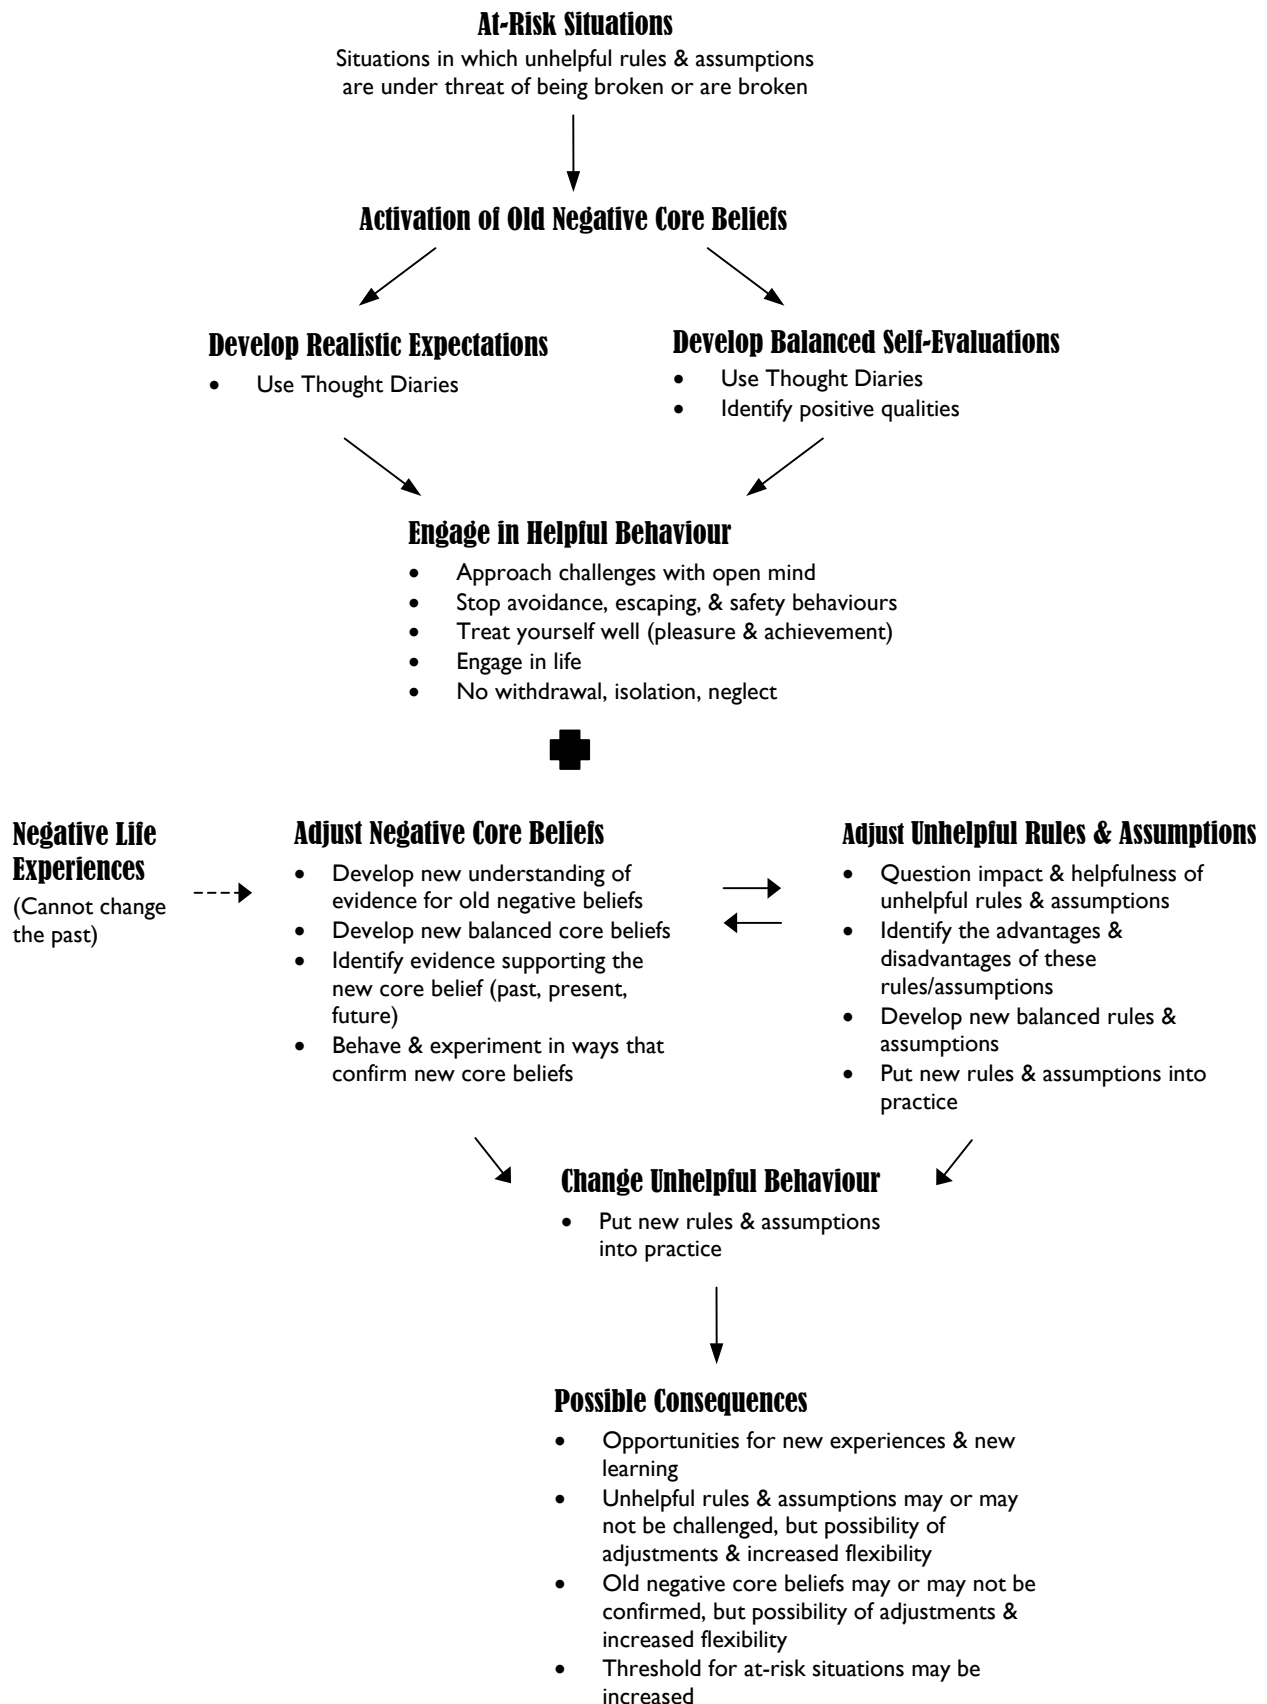 At-Risk Situations
Situations in which unhelpful rules & assumptions
are under threat of being broken or are broken
Activation of Old Negative Core Beliefs
Develop Realistic Expectations
• Use Thought Diaries
Develop Balanced Self-Evaluations
• Use Thought Diaries
• Identify positive qualities
Engage in Helpful Behaviour
• Approach challenges with open mind
• Stop avoidance, escaping, & safety behaviours
• Treat yourself well (pleasure & achievement)
• Engage in life
• No withdrawal, isolation, neglect
Negative Life
Experiences
(Cannot change
the past)
Adjust Negative Core Beliefs
• Develop new understanding of
evidence for old negative beliefs
• Develop new balanced core beliefs
• Identify evidence supporting the
new core belief (past, present,
future)
• Behave & experiment in ways that
confirm new core beliefs
Adjust Unhelpful Rules & Assumptions
• Question impact & helpfulness of
unhelpful rules & assumptions
• Identify the advantages &
disadvantages of these
rules/assumptions
• Develop new balanced rules &
assumptions
• Put new rules & assumptions into
practice
Change Unhelpful Behaviour
• Put new rules & assumptions
into practice
Possible Consequences
• Opportunities for new experiences & new
learning
• Unhelpful rules & assumptions may or may
not be challenged, but possibility of
adjustments & increased flexibility
• Old negative core beliefs may or may not be
confirmed, but possibility of adjustments &
increased flexibility
• Threshold for at-risk situations may be
increased